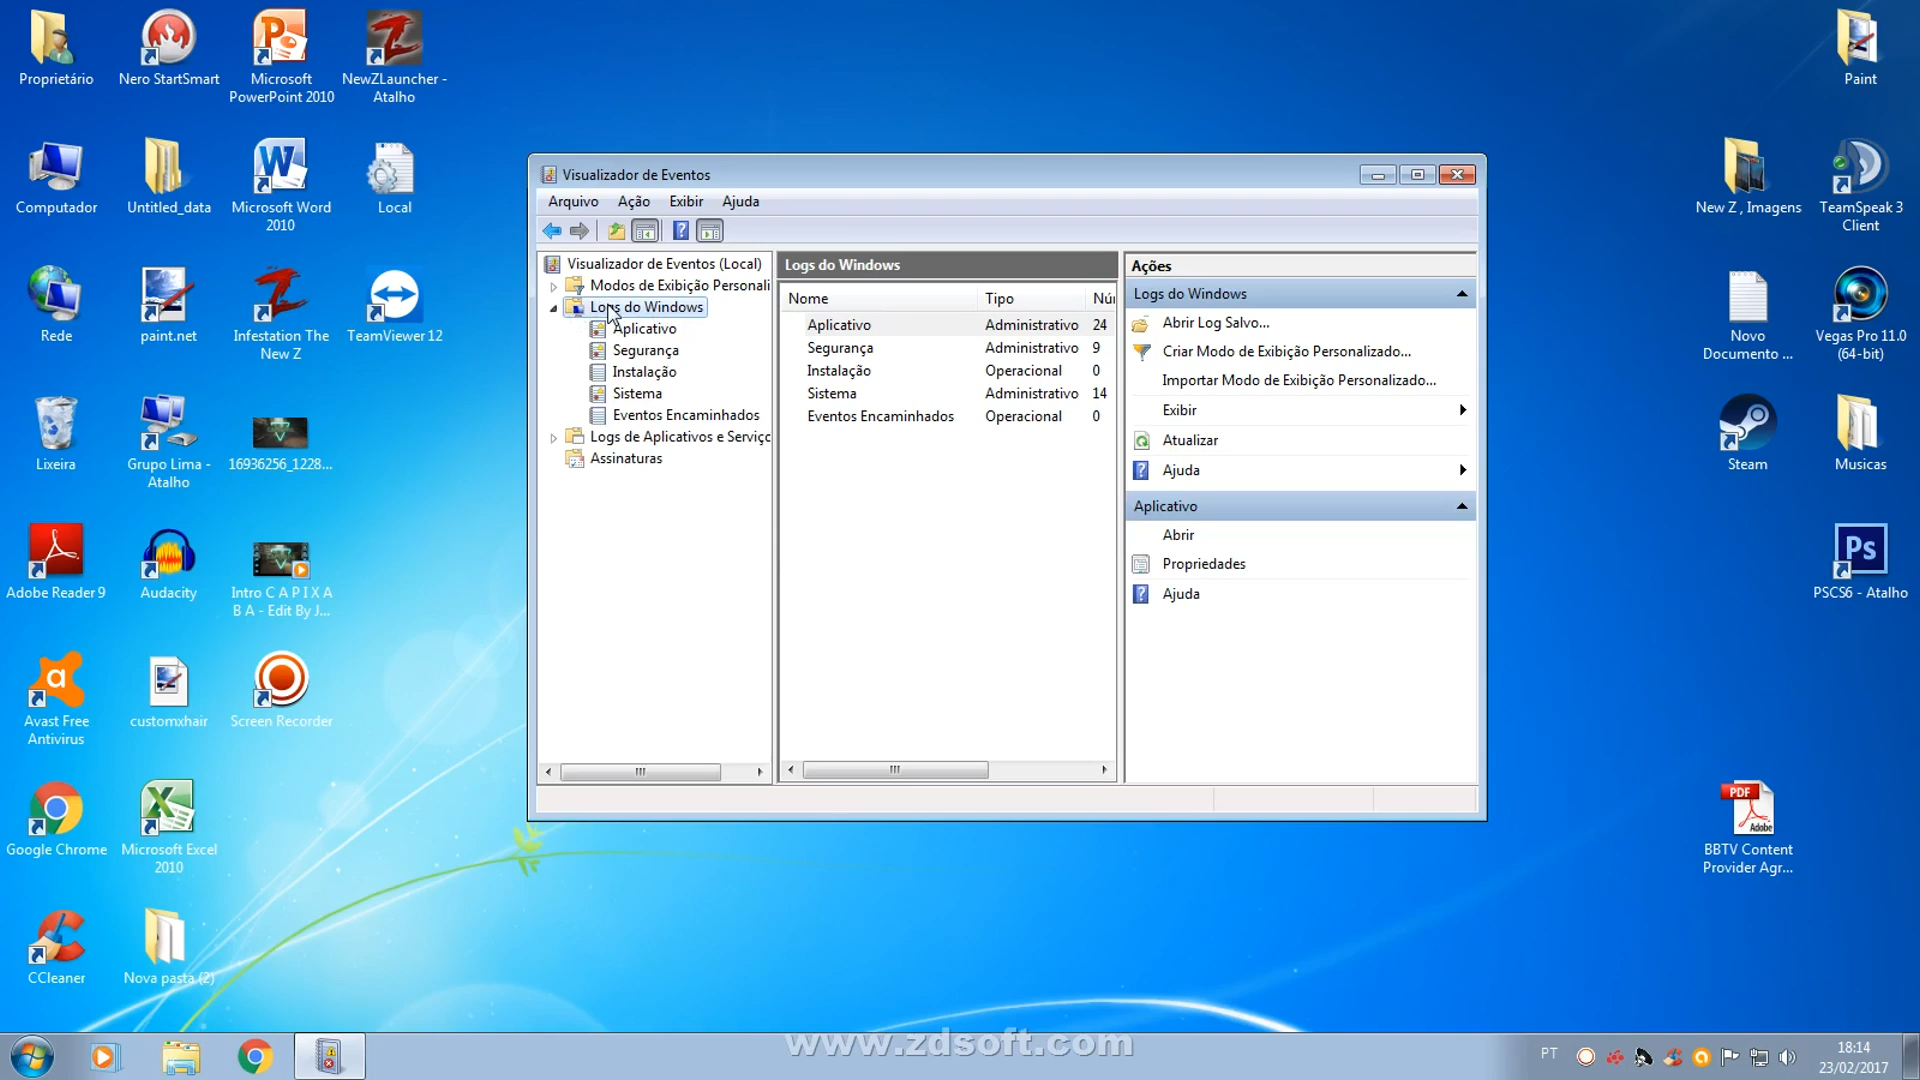 Proprietário
Nero StartSmart
Microsoft
PowerPoint 2010
NewZLauncher -
Atalho
Paint
Computador
Untitled_data
Microsoft Word
2010
Local
New Z , Imagens
TeamSpeak 3
Client
Rede
paint.net
Infestation The
New Z
TeamViewer 12
Novo
Documento ...
Vegas Pro 11.0
(64-bit)
Lixeira
Grupo Lima -
Atalho
16936256_1228...
Steam
Musicas
Adobe Reader 9
Audacity
Intro C A P I X A
B A - Edit By J...
Ps
PSCS6 - Atalho
Avast Free
Antivirus
customxhair
Screen Recorder
Google Chrome
Microsoft Excel
2010
PDF
Adobe
BBTV Content
Provider Agr...
CCleaner
Nova pasta (2)
Visualizador de Eventos
Arquivo Ação Exibir Ajuda
Visualizador de Eventos (Local)
Modos de Exibição Personali
Logs do Windows
Aplicativo
Segurança
Instalação
Sistema
Eventos Encaminhados
Logs de Aplicativos e Serviço
Assinaturas
Logs do Windows
Nome Tipo Nú
Aplicativo Administrativo 24
Segurança Administrativo 9
Instalação Operacional 0
Sistema Administrativo 14
Eventos Encaminhados Operacional 0
Ações
Logs do Windows
Abrir Log Salvo...
Criar Modo de Exibição Personalizado...
Importar Modo de Exibição Personalizado...
Exibir
Atualizar
Ajuda
Aplicativo
Abrir
Propriedades
Ajuda
www.zdsoft.com
PT
18:14
23/02/2017